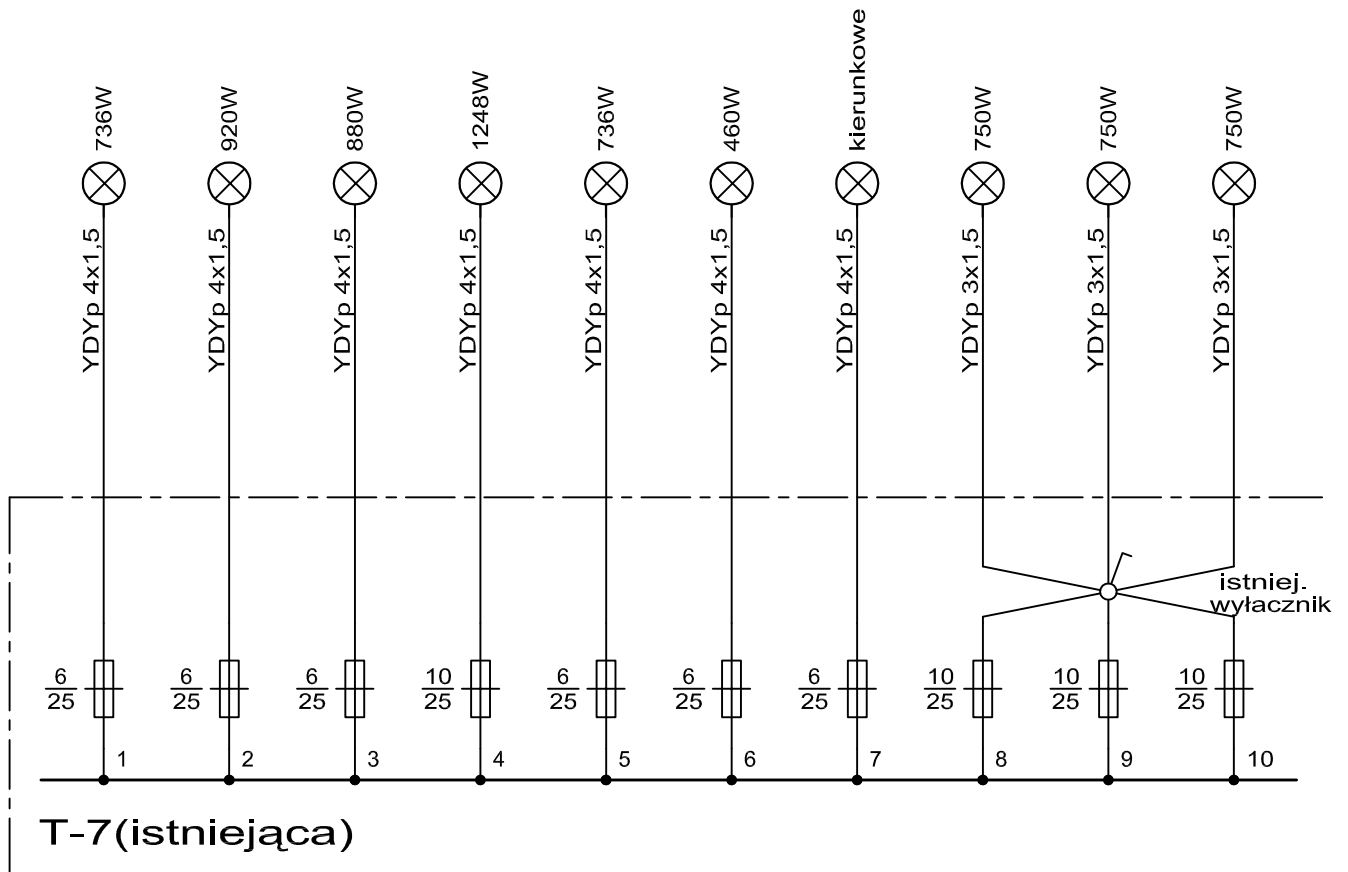 736W
920W
880W
1248W
736W
460W
kierunkowe
750W
750W
750W
YDYp 4x1,5
YDYp 4x1,5
YDYp 4x1,5
YDYp 4x1,5
YDYp 4x1,5
YDYp 4x1,5
YDYp 4x1,5
YDYp 3x1,5
YDYp 3x1,5
YDYp 3x1,5
istniej.
wyłacznik
6
25
6
25
6
25
10
25
6
25
6
25
6
25
10
25
10
25
10
25
1
2
3
4
5
6
7
8
9
10
T-7(istniejąca)